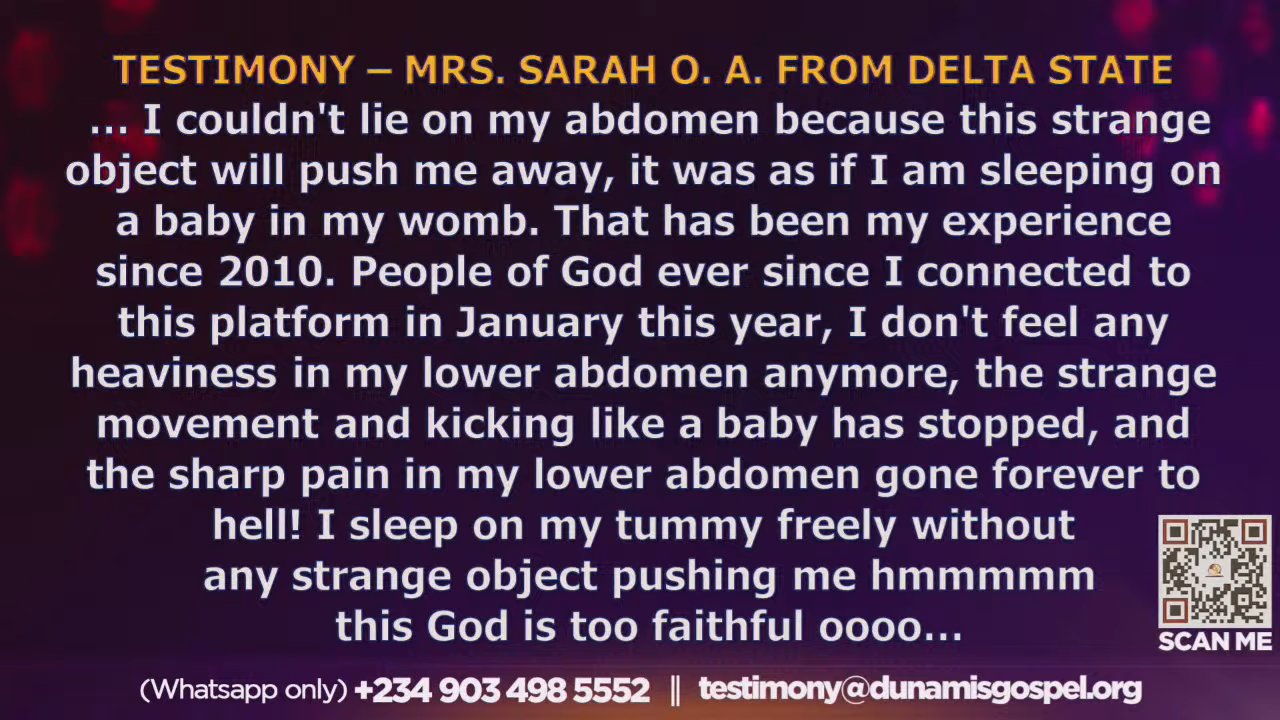 TESTIMONY – MRS. SARAH O. A. FROM DELTA STATE
... I couldn't lie on my abdomen because this strange
object will push me away, it was as if I am sleeping on
a baby in my womb. That has been my experience
since 2010. People of God ever since I connected to
this platform in January this year, I don't feel any
heaviness in my lower abdomen anymore, the strange
movement and kicking like a baby has stopped, and
the sharp pain in my lower abdomen gone forever to
hell! I sleep on my tummy freely without
any strange object pushing me hmmmmm
this God is too faithful oooo...
SCAN ME
(Whatsapp only) +234 903 498 5552 || testimony@dunamisgospel.org